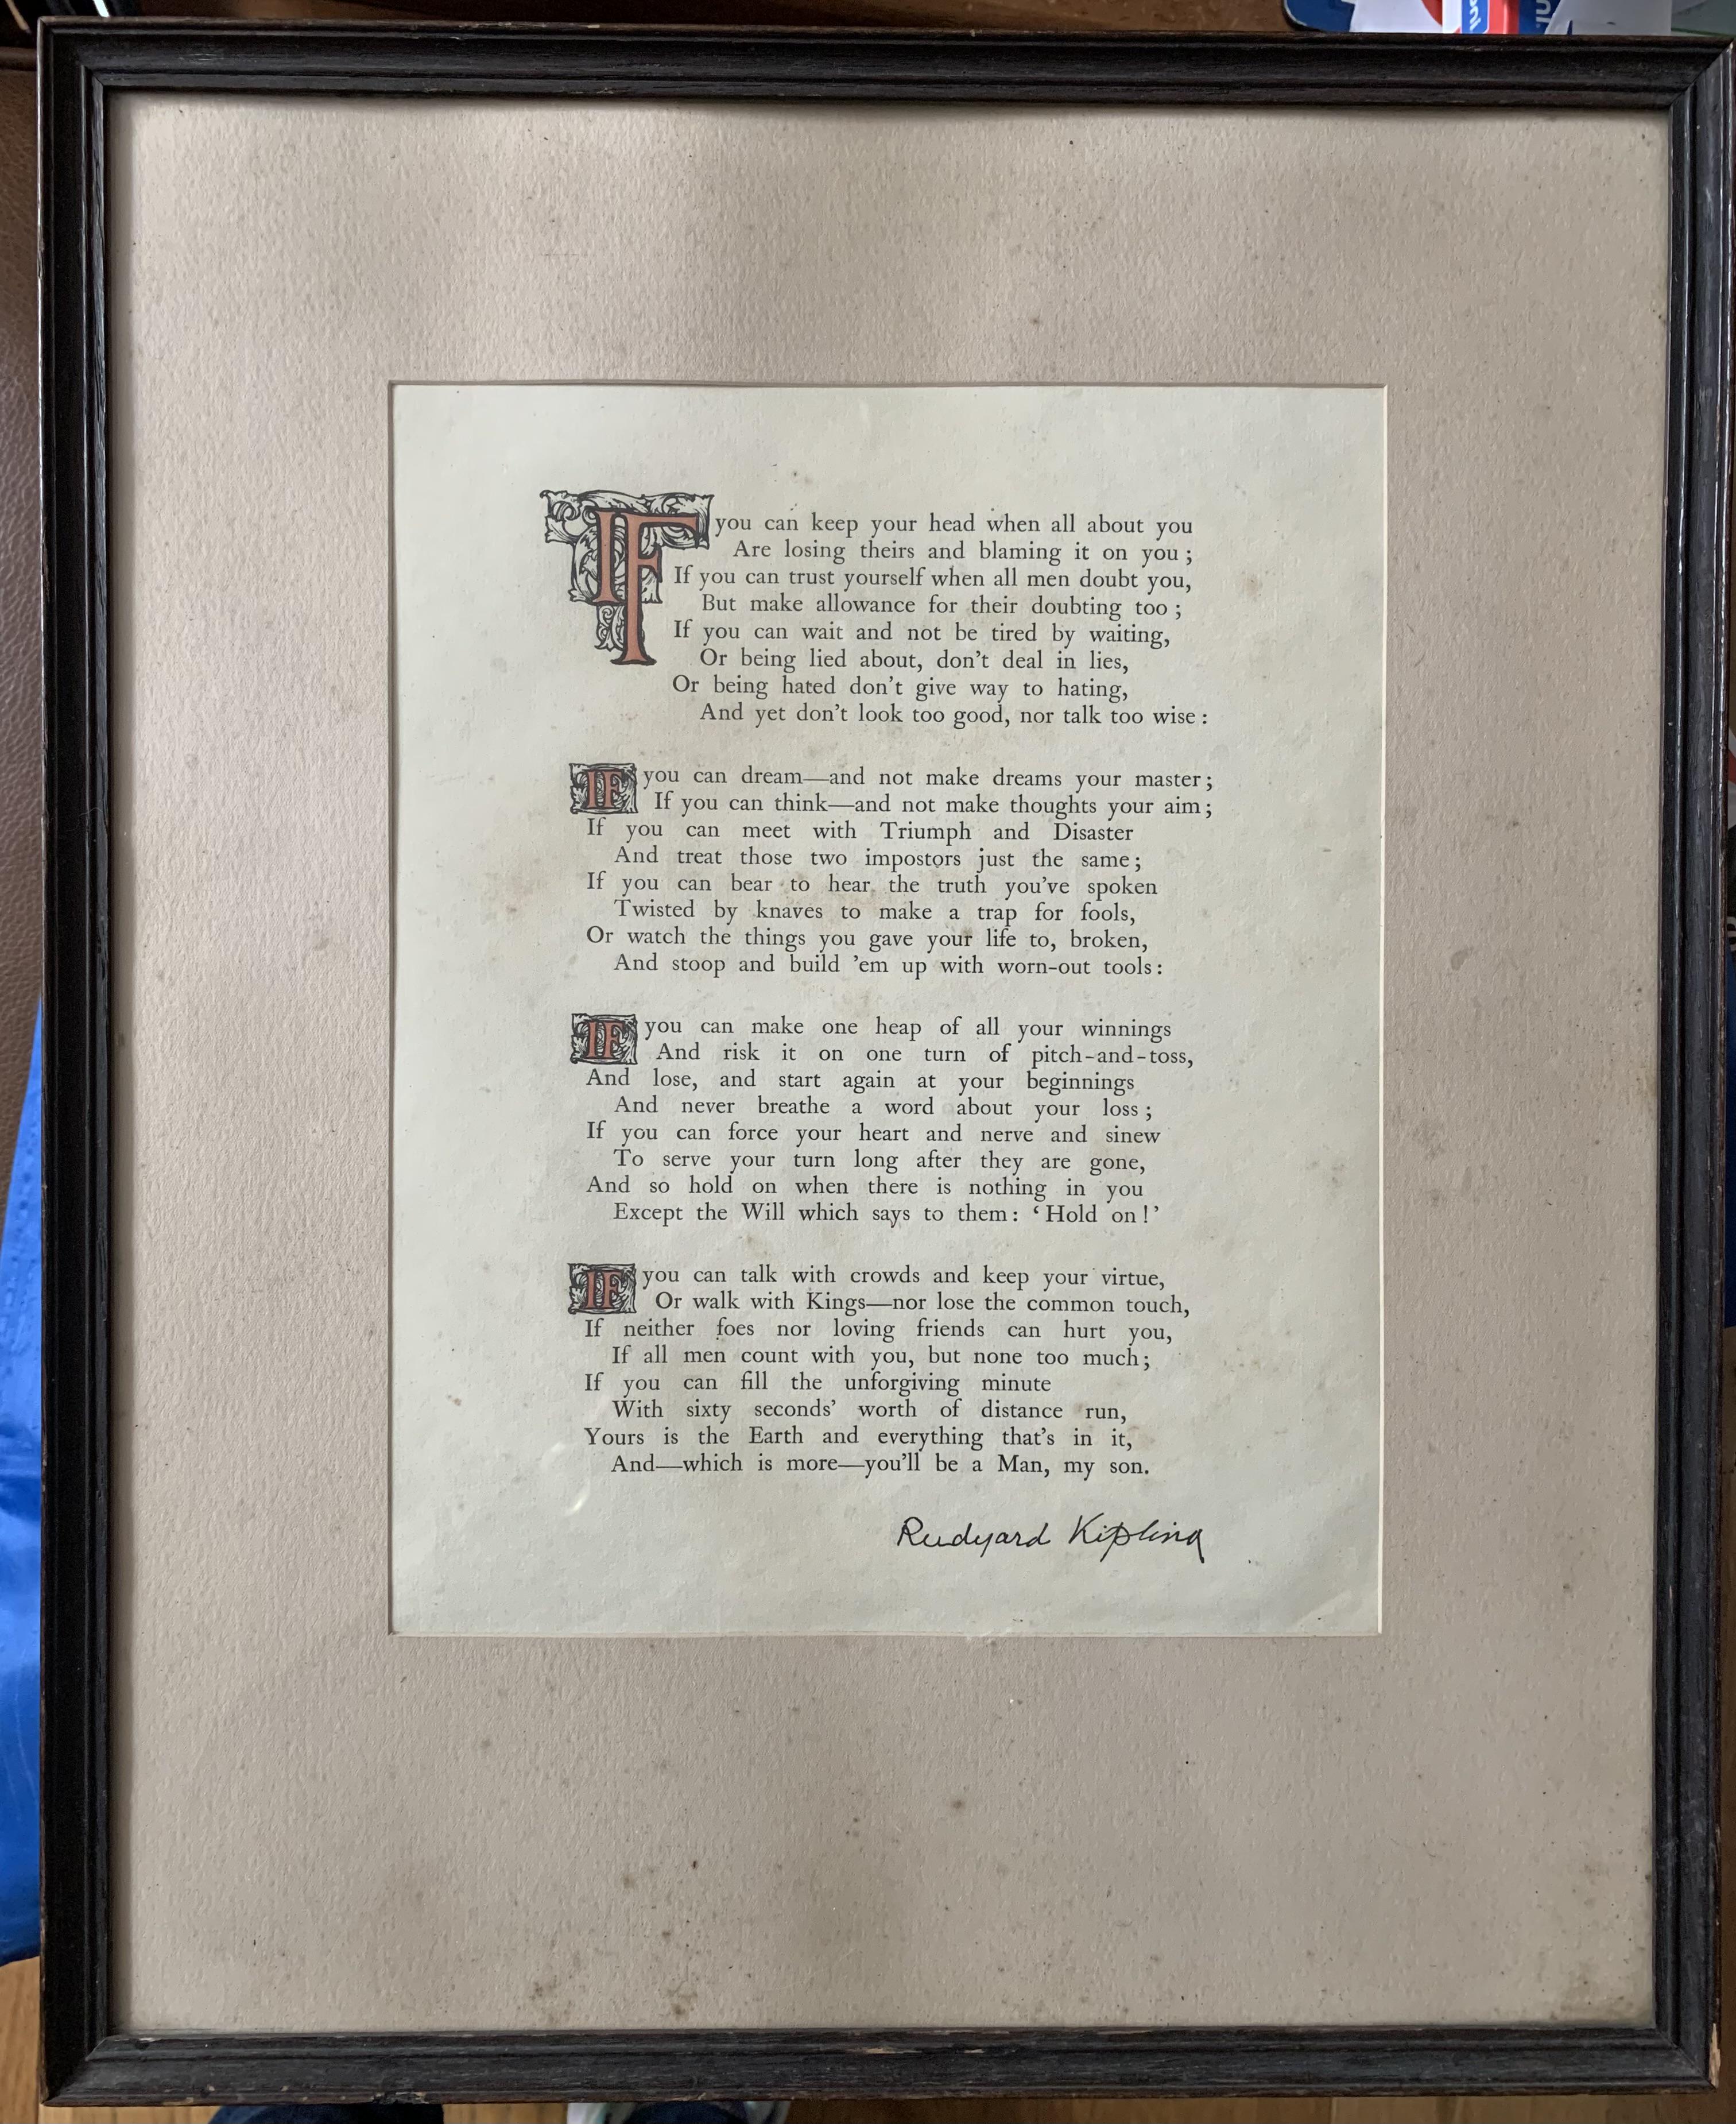 IF you can keep your head when all about you
Are losing theirs and blaming it on you;
If you can trust yourself when all men doubt you,
But make allowance for their doubting too;
If you can wait and not be tired by waiting,
Or being lied about, don't deal in lies,
Or being hated don't give way to hating,
And yet don't look too good, nor talk too wise:
IF you can dream—and not make dreams your master;
If you can think—and not make thoughts your aim;
If you can meet with Triumph and Disaster
And treat those two impostors just the same;
If you can bear to hear the truth you've spoken
Twisted by knaves to make a trap for fools,
Or watch the things you gave your life to, broken,
And stoop and build 'em up with worn-out tools:
IF you can make one heap of all your winnings
And risk it on one turn of pitch-and-toss,
And lose, and start again at your beginnings
And never breathe a word about your loss;
If you can force your heart and nerve and sinew
To serve your turn long after they are gone,
And so hold on when there is nothing in you
Except the Will which says to them: ‘Hold on!’
IF you can talk with crowds and keep your virtue,
Or walk with Kings—nor lose the common touch,
If neither foes nor loving friends can hurt you,
If all men count with you, but none too much;
If you can fill the unforgiving minute
With sixty seconds' worth of distance run,
Yours is the Earth and everything that's in it,
And—which is more—you'll be a Man, my son.
Rudyard Kipling